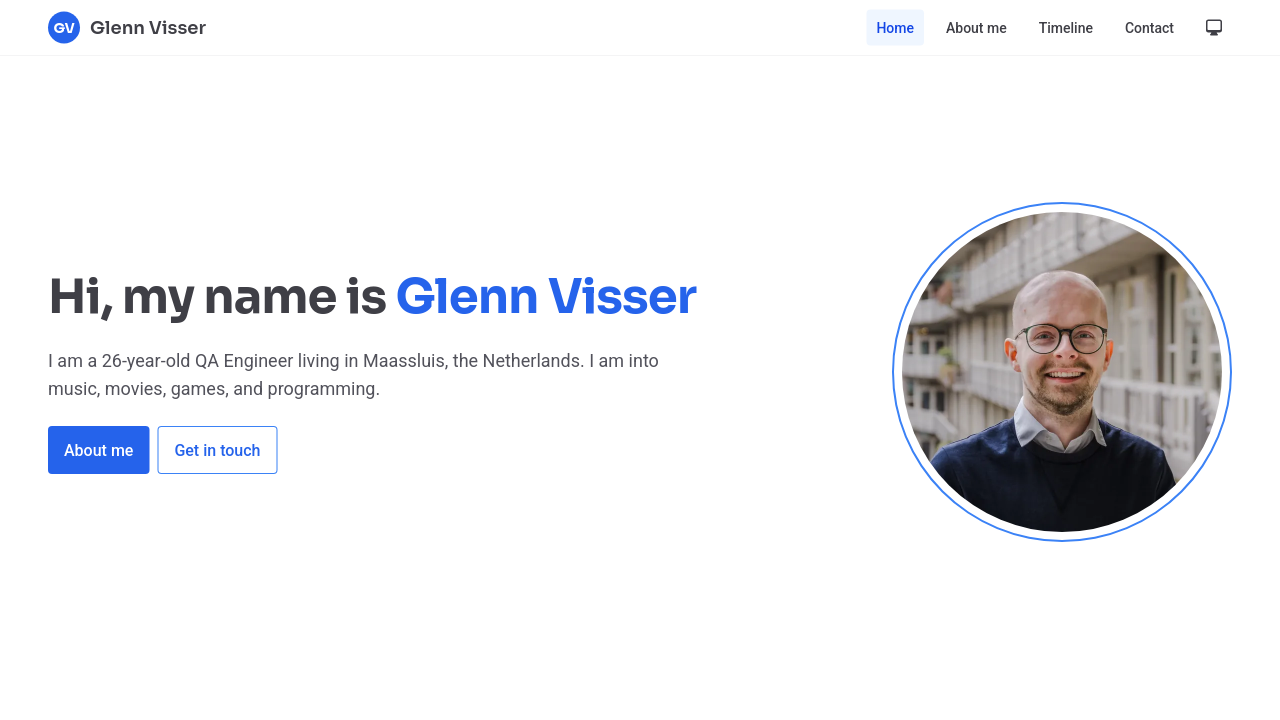 GV Glenn Visser
Home About me Timeline Contact
Hi, my name is Glenn Visser
I am a 26-year-old QA Engineer living in Maassluis, the Netherlands. I am into
music, movies, games, and programming.
About me Get in touch